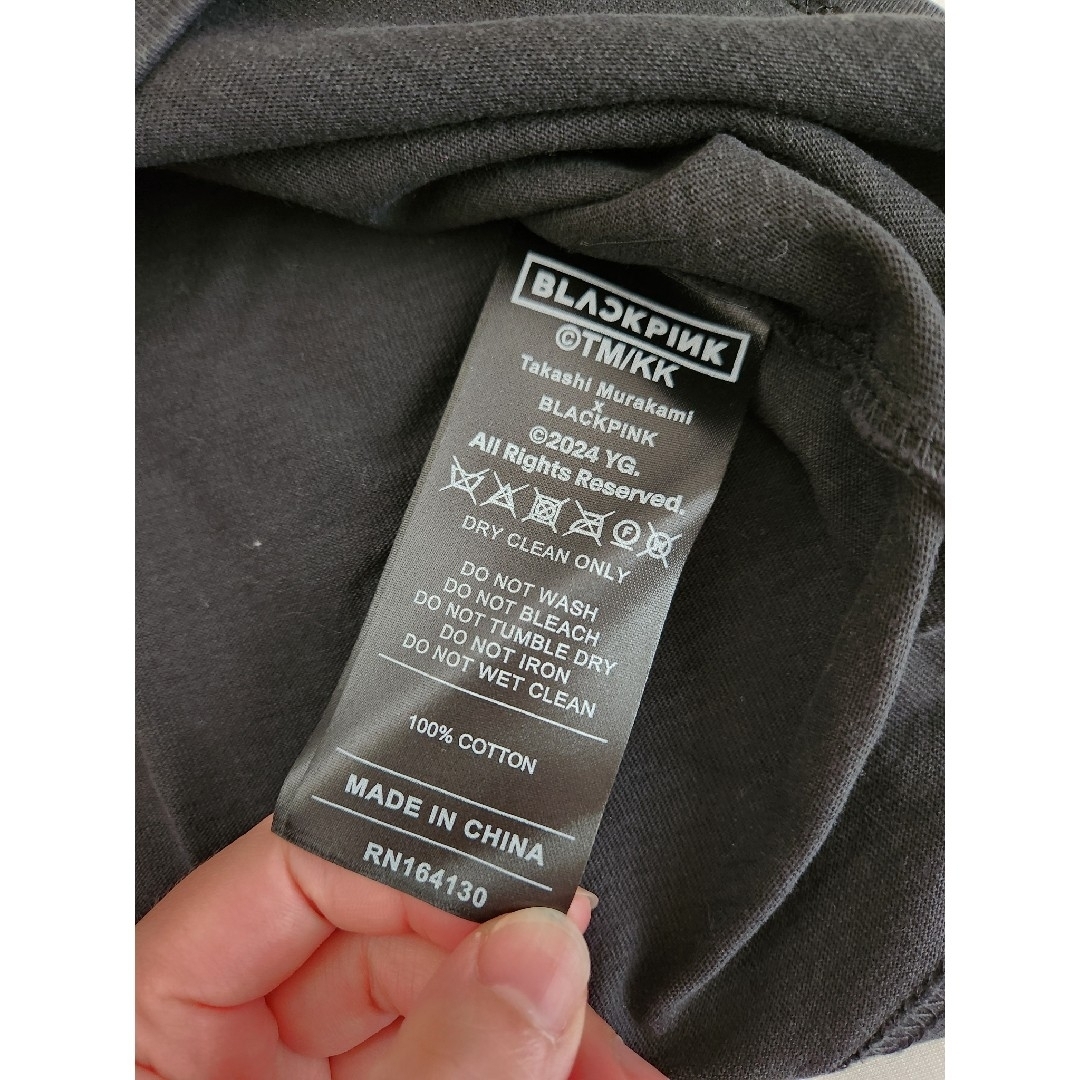 BLACKPINK
©TM/KK
Takashi Murakami
x
BLACKPINK
©2024 YG.
All Rights Reserved.
F
W
DRY CLEAN ONLY
DO NOT WASH
DO NOT BLEACH
DO NOT TUMBLE DRY
DO NOT IRON
DO NOT WET CLEAN
100% COTTON
MADE IN CHINA
RN164130